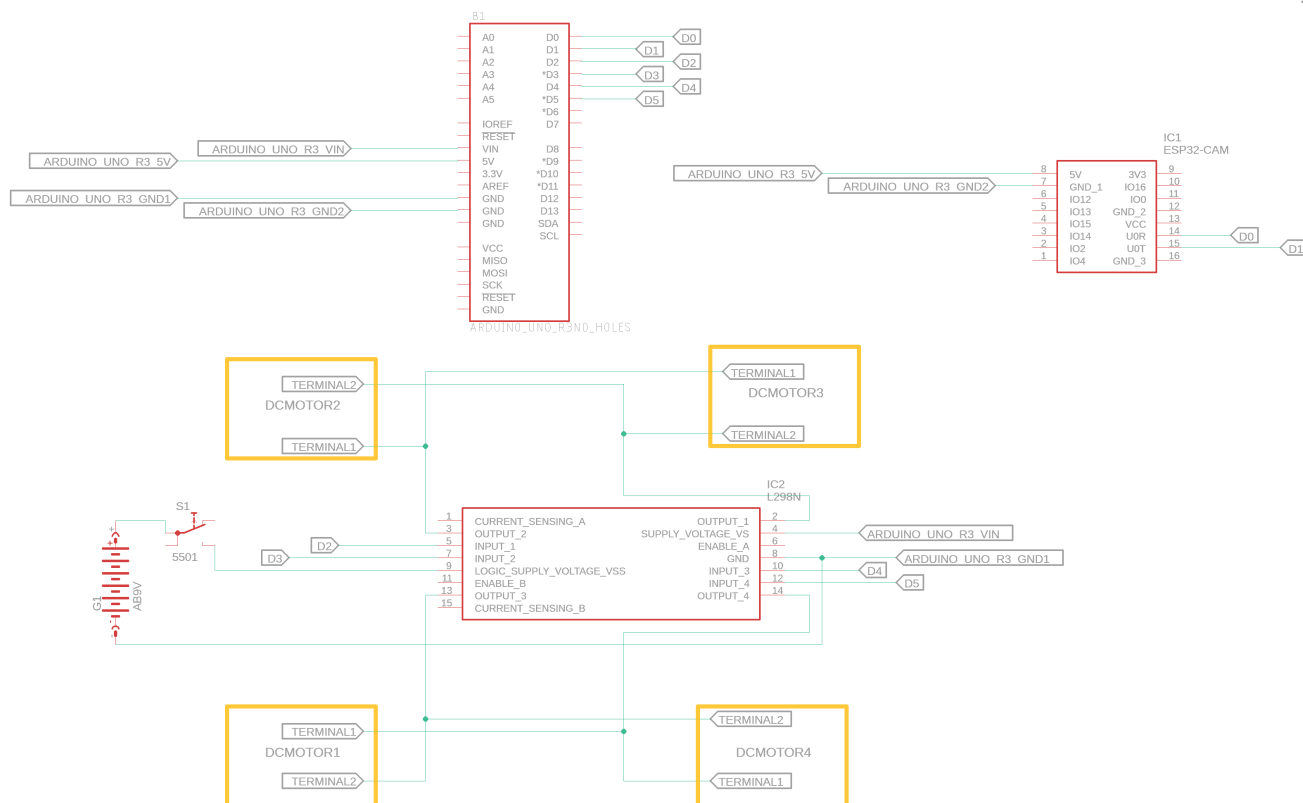 B1
A0 D0
A1 D1
A2 D2
A3 *D3
A4 D4
A5 *D5
*D6
IOREF D7
RESET
VIN D8
5V *D9
3.3V *D10
AREF *D11
GND D12
GND D13
GND SDA
SCL
VCC
MISO
MOSI
SCK
RESET
GND
ARDUINO_UNO_R3NO_HOLES
D0
D1
D2
D3
D4
D5
ARDUINO_UNO_R3_VIN
ARDUINO_UNO_R3_5V
ARDUINO_UNO_R3_GND1
ARDUINO_UNO_R3_GND2
IC1
ESP32-CAM
ARDUINO_UNO_R3_5V
ARDUINO_UNO_R3_GND2
8 5V 3V3 9
7 GND_1 IO16 10
6 IO12 IO0 11
5 IO13 GND_2 12
4 IO15 VCC 13
3 IO14 U0R 14
2 IO2 U0T 15
1 IO4 GND_3 16
D0
D1
TERMINAL2
DCMOTOR2
TERMINAL1
TERMINAL1
DCMOTOR3
TERMINAL2
IC2
L298N
1 CURRENT_SENSING_A OUTPUT_1 2
3 OUTPUT_2 SUPPLY_VOLTAGE_VS 4
5 INPUT_1 ENABLE_A 6
7 INPUT_2 GND 8
9 LOGIC_SUPPLY_VOLTAGE_VSS INPUT_3 10
11 ENABLE_B INPUT_4 12
13 OUTPUT_3 OUTPUT_4 14
15 CURRENT_SENSING_B
ARDUINO_UNO_R3_VIN
ARDUINO_UNO_R3_GND1
D4
D5
S1
5501
D2
D3
+
+
G1
AB9V
-
-
TERMINAL1
DCMOTOR1
TERMINAL2
TERMINAL2
DCMOTOR4
TERMINAL1